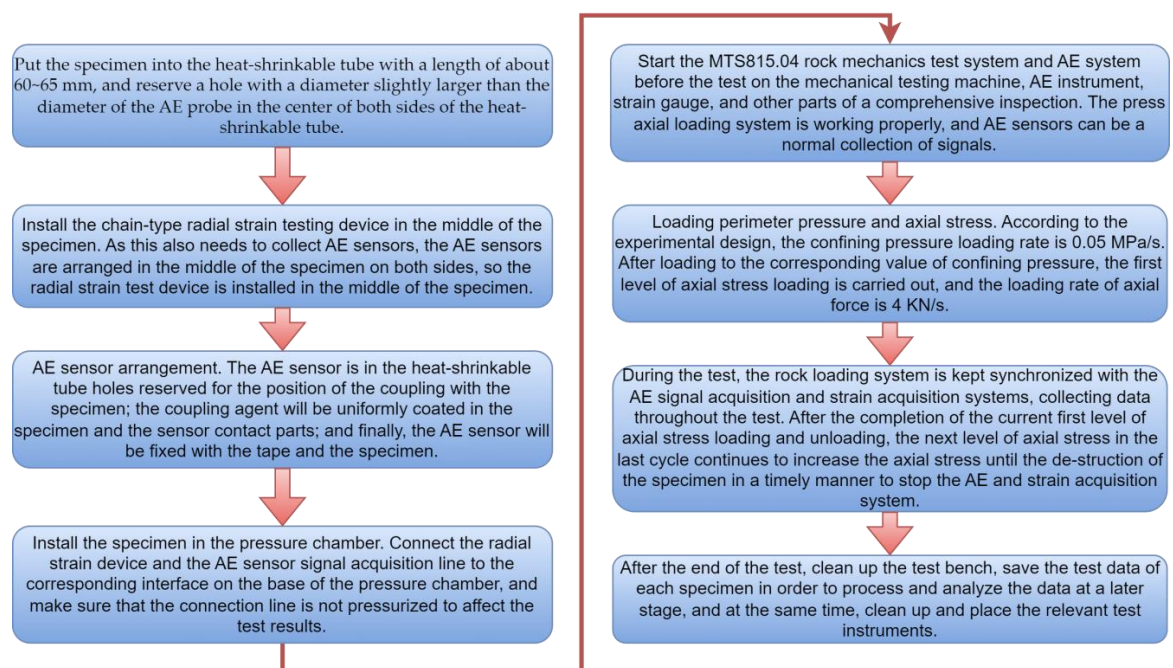 Put the specimen into the heat-shrinkable tube with a length of about
60~65 mm, and reserve a hole with a diameter slightly larger than the
diameter of the AE probe in the center of both sides of the heat-
shrinkable tube.
Install the chain-type radial strain testing device in the middle of the
specimen. As this also needs to collect AE sensors, the AE sensors
are arranged in the middle of the specimen on both sides, so the
radial strain test device is installed in the middle of the specimen.
AE sensor arrangement. The AE sensor is in the heat-shrinkable
tube holes reserved for the position of the coupling with the
specimen; the coupling agent will be uniformly coated in the
specimen and the sensor contact parts; and finally, the AE sensor will
be fixed with the tape and the specimen.
Install the specimen in the pressure chamber. Connect the radial
strain device and the AE sensor signal acquisition line to the
corresponding interface on the base of the pressure chamber, and
make sure that the connection line is not pressurized to affect the
test results.
Start the MTS815.04 rock mechanics test system and AE system
before the test on the mechanical testing machine, AE instrument,
strain gauge, and other parts of a comprehensive inspection. The press
axial loading system is working properly, and AE sensors can be a
normal collection of signals.
Loading perimeter pressure and axial stress. According to the
experimental design, the confining pressure loading rate is 0.05 MPa/s.
After loading to the corresponding value of confining pressure, the first
level of axial stress loading is carried out, and the loading rate of axial
force is 4 KN/s.
During the test, the rock loading system is kept synchronized with the
AE signal acquisition and strain acquisition systems, collecting data
throughout the test. After the completion of the current first level of
axial stress loading and unloading, the next level of axial stress in the
last cycle continues to increase the axial stress until the de-struction of
the specimen in a timely manner to stop the AE and strain acquisition
system.
After the end of the test, clean up the test bench, save the test data of
each specimen in order to process and analyze the data at a later
stage, and at the same time, clean up and place the relevant test
instruments.